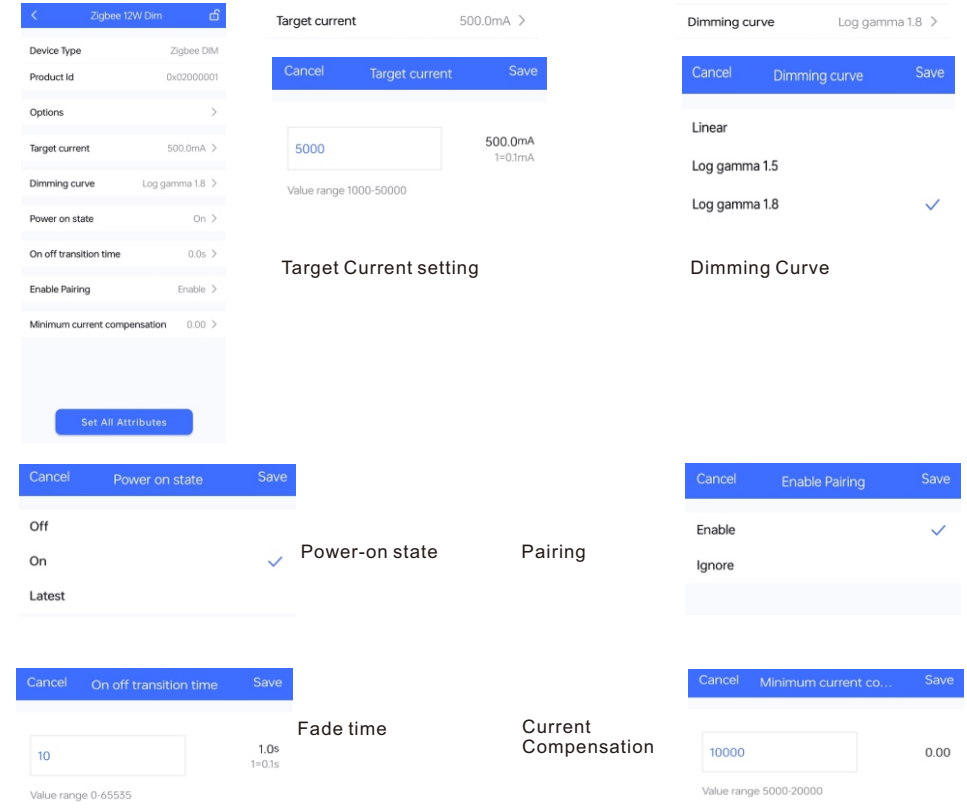 Zigbee 12W Dim
Device Type Zigbee DIM
Product Id 0x02000001
Options
Target current 500.0mA
Dimming curve Log gamma 1.8
Power on state On
On off transition time 0.0s
Enable Pairing Enable
Minimum current compensation 0.00
Set All Attributes
Target current 500.0mA
Cancel Target current Save
5000 500.0mA
1=0.1mA
Value range 1000-50000
Target Current setting
Dimming curve Log gamma 1.8
Cancel Dimming curve Save
Linear
Log gamma 1.5
Log gamma 1.8
Dimming Curve
Cancel Power on state Save
Off
On
Latest
Power-on state
Pairing
Cancel Enable Pairing Save
Enable
Ignore
Cancel On off transition time Save
10 1.0s
1=0.1s
Value range 0-65535
Fade time
Current
Compensation
Cancel Minimum current co... Save
10000 0.00
Value range 5000-20000